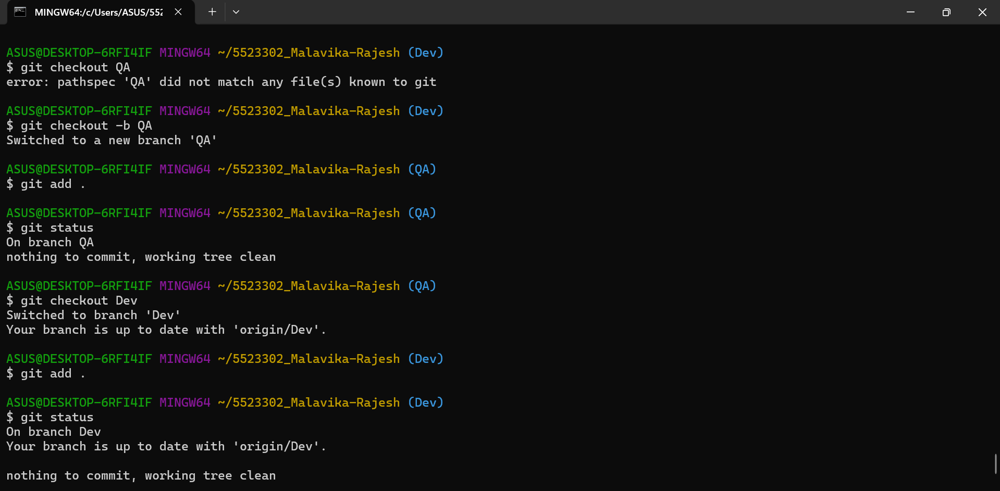 MINGW64:/c/Users/ASUS/552
ASUS@DESKTOP-6RFI4IF MINGW64 ~/5523302_Malavika-Rajesh (Dev)
$ git checkout QA
error: pathspec 'QA' did not match any file(s) known to git
ASUS@DESKTOP-6RFI4IF MINGW64 ~/5523302_Malavika-Rajesh (Dev)
$ git checkout -b QA
Switched to a new branch 'QA'
ASUS@DESKTOP-6RFI4IF MINGW64 ~/5523302_Malavika-Rajesh (QA)
$ git add .
ASUS@DESKTOP-6RFI4IF MINGW64 ~/5523302_Malavika-Rajesh (QA)
$ git status
On branch QA
nothing to commit, working tree clean
ASUS@DESKTOP-6RFI4IF MINGW64 ~/5523302_Malavika-Rajesh (QA)
$ git checkout Dev
Switched to branch 'Dev'
Your branch is up to date with 'origin/Dev'.
ASUS@DESKTOP-6RFI4IF MINGW64 ~/5523302_Malavika-Rajesh (Dev)
$ git add .
ASUS@DESKTOP-6RFI4IF MINGW64 ~/5523302_Malavika-Rajesh (Dev)
$ git status
On branch Dev
Your branch is up to date with 'origin/Dev'.
nothing to commit, working tree clean